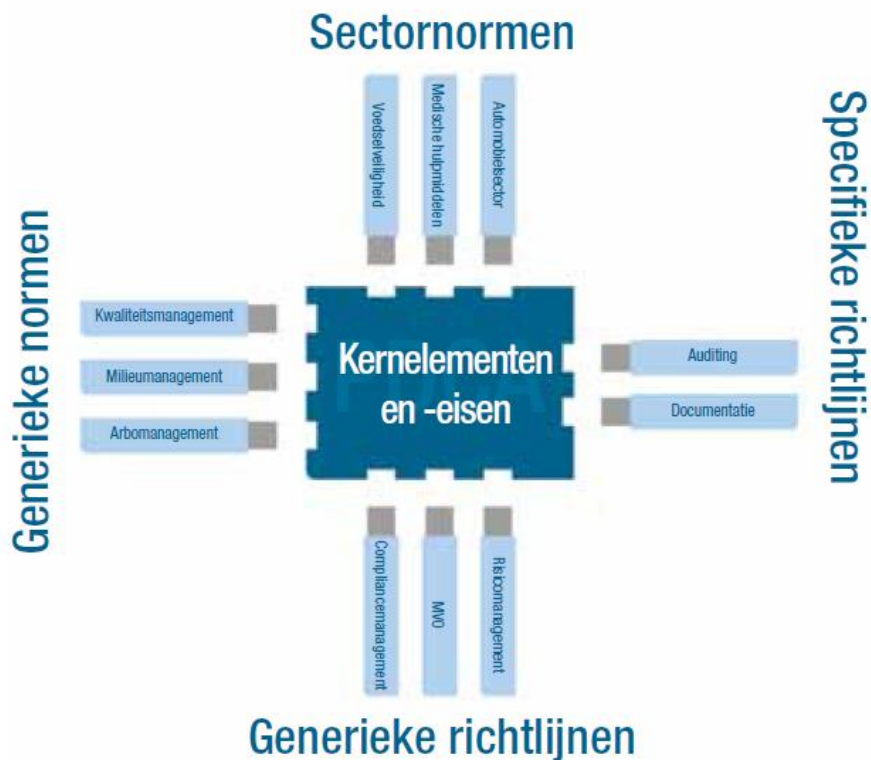 Sectornormen
Voedselveiligheid
Medische hulpmiddelen
Automobielsector
Generieke normen
Kwaliteitsmanagement
Milieumanagement
Arbomanagement
PDCA
Kernelementen
en -eisen
Specifieke richtlijnen
Auditing
Documentatie
Compliancemanagement
MVO
Risicomanagement
Generieke richtlijnen